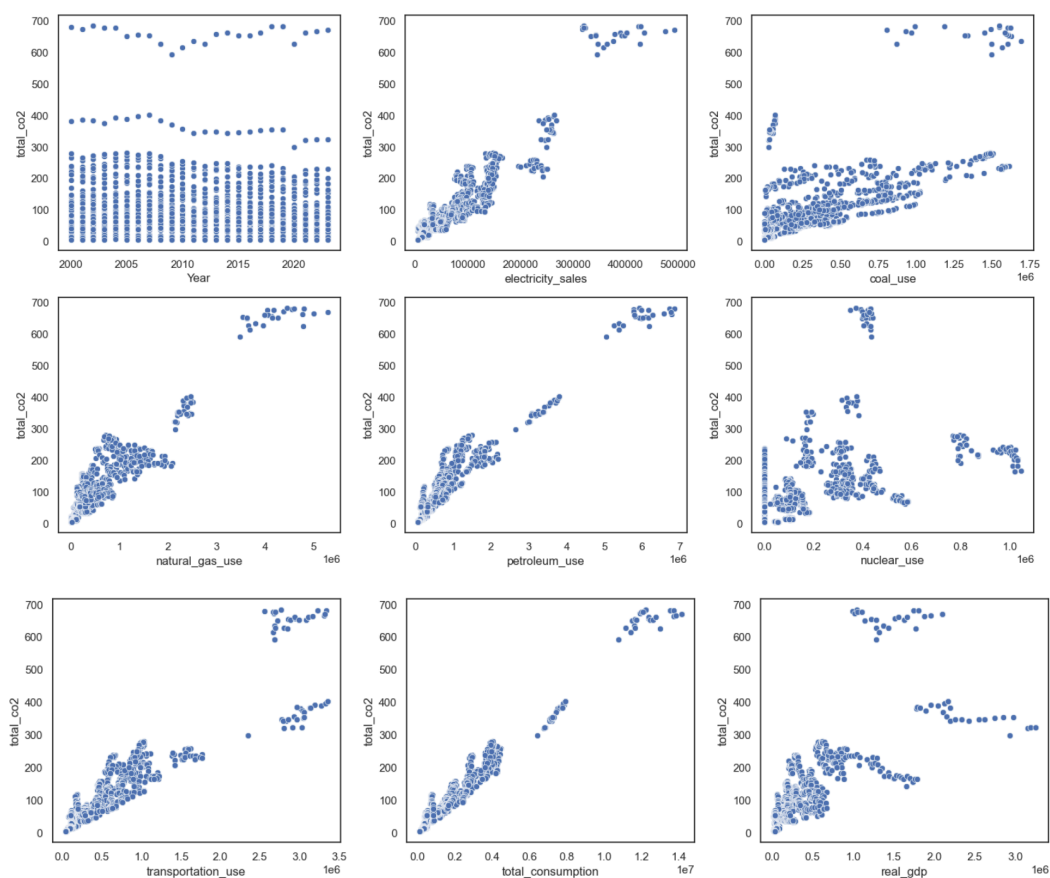 700 700 700
600 600 600
500 500 500
total_co2 400 total_co2 400 total_co2 400
300 300 300
200 200 200
100 100 100
0 0 0
2000 2005 2010 2015 2020 0 100000 200000 300000 400000 500000 0.00 0.25 0.50 0.75 1.00 1.25 1.50 1.75
Year electricity_sales coal_use 1e6
700 700 700
600 600 600
500 500 500
total_co2 400 total_co2 400 total_co2 400
300 300 300
200 200 200
100 100 100
0 0 0
0 1 2 3 4 5 0 1 2 3 4 5 6 7 0.0 0.2 0.4 0.6 0.8 1.0
natural_gas_use 1e6 petroleum_use 1e6 nuclear_use 1e6
700 700 700
600 600 600
500 500 500
total_co2 400 total_co2 400 total_co2 400
300 300 300
200 200 200
100 100 100
0 0 0
0.0 0.5 1.0 1.5 2.0 2.5 3.0 3.5 0.0 0.2 0.4 0.6 0.8 1.0 1.2 1.4 0.0 0.5 1.0 1.5 2.0 2.5 3.0
transportation_use 1e6 total_consumption 1e7 real_gdp 1e6